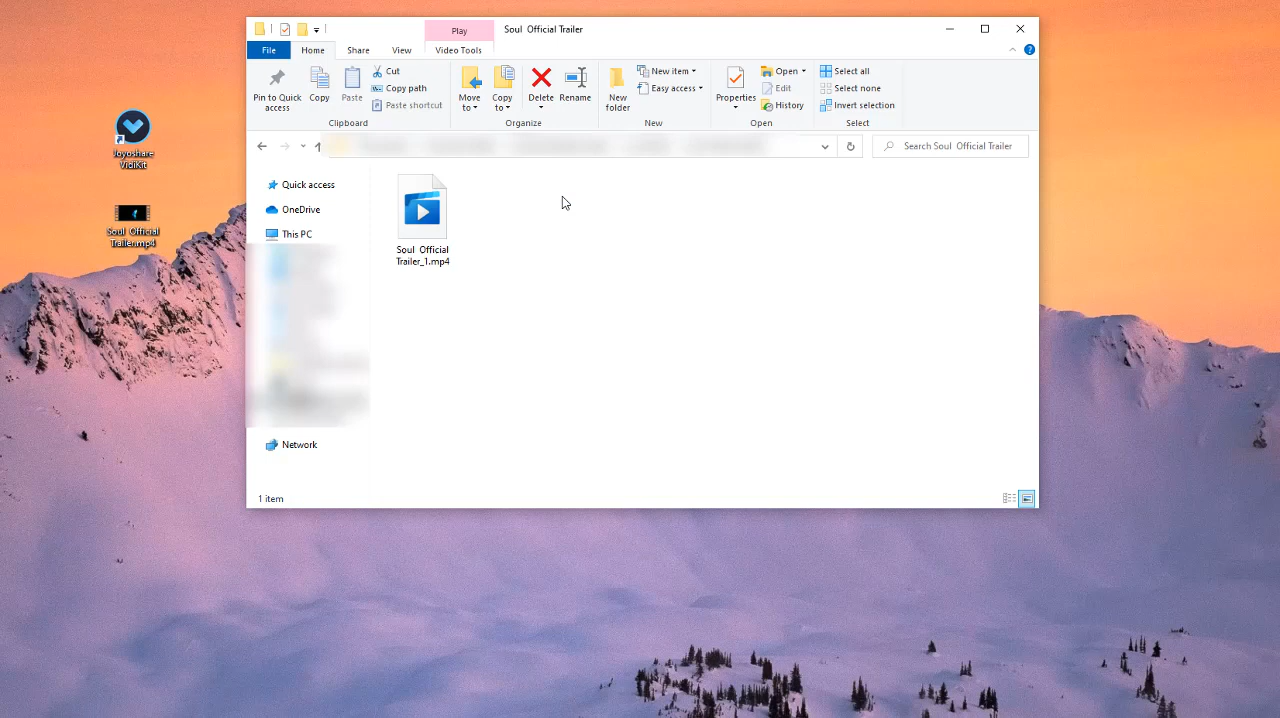 Play
Soul Official Trailer
File
Home
Share
View
Video Tools
Pin to Quick
access
Copy
Paste
Cut
Copy path
Paste shortcut
Clipboard
Move
to
Copy
to
Delete
Rename
Organize
New
folder
New item
Easy access
New
Properties
Open
Edit
History
Open
Select all
Select none
Invert selection
Select
Search Soul Official Trailer
Joyoshare
VidiKit
Soul Official
Trailer.mp4
Quick access
OneDrive
This PC
Network
Soul Official
Trailer_1.mp4
1 item